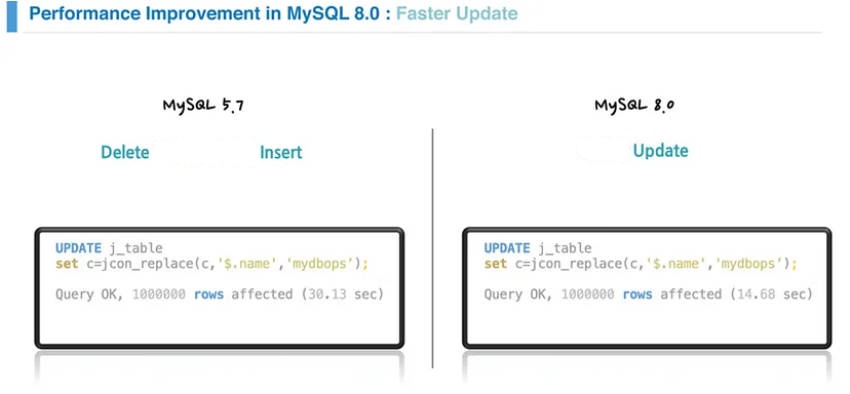 Performance Improvement in MySQL 8.0 : Faster Update
MySQL 5.7
Delete Insert
UPDATE j_table
set c=jcon_replace(c,'$.name','mydbops');
Query OK, 1000000 rows affected (30.13 sec)
MySQL 8.0
Update
UPDATE j_table
set c=jcon_replace(c,'$.name','mydbops');
Query OK, 1000000 rows affected (14.68 sec)